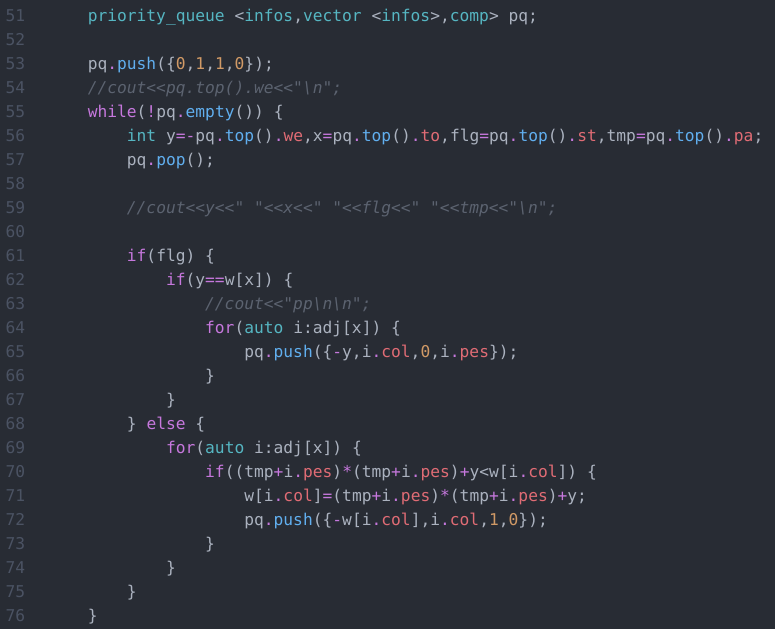 51 priority_queue <infos,vector <infos>,comp> pq;
52
53 pq.push({0,1,1,0});
54 //cout<<pq.top().we<<"\n";
55 while(!pq.empty()) {
56 int y=-pq.top().we,x=pq.top().to,flg=pq.top().st,tmp=pq.top().pa;
57 pq.pop();
58
59 //cout<<y<<" "<<x<<" "<<flg<<" "<<tmp<<"\n";
60
61 if(flg) {
62 if(y==w[x]) {
63 //cout<<"pp\n\n";
64 for(auto i:adj[x]) {
65 pq.push({-y,i.col,0,i.pes});
66 }
67 }
68 } else {
69 for(auto i:adj[x]) {
70 if((tmp+i.pes)*(tmp+i.pes)+y<w[i.col]) {
71 w[i.col]=(tmp+i.pes)*(tmp+i.pes)+y;
72 pq.push({-w[i.col],i.col,1,0});
73 }
74 }
75 }
76 }